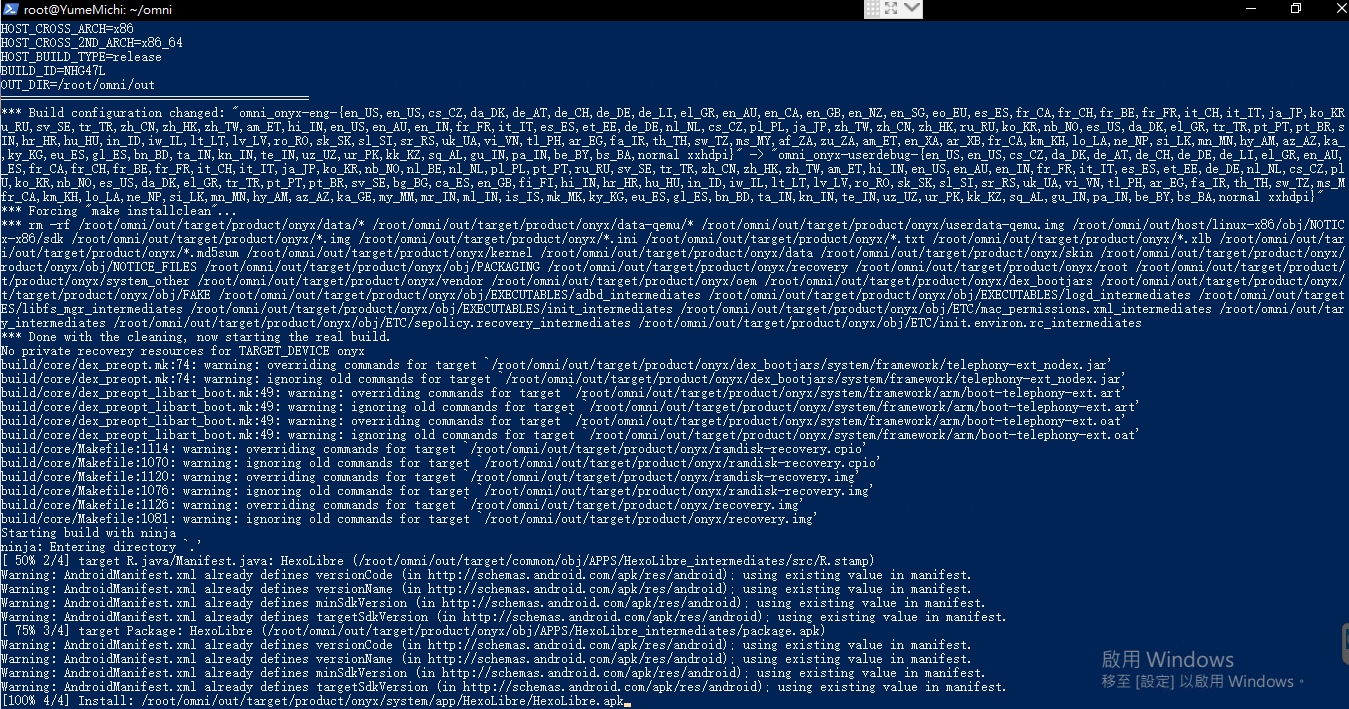 root@YumeMichi: ~/omni
HOST_CROSS_ARCH=x86
HOST_CROSS_2ND_ARCH=x86_64
HOST_BUILD_TYPE=release
BUILD_ID=NHG47L
OUT_DIR=/root/omni/out
============================================
*** Build configuration changed: "omni_onyx-eng-{en_US,en_US,cs_CZ,da_DK,de_AT,de_CH,de_DE,de_LI,el_GR,en_AU,en_CA,en_GB,en_NZ,en_SG,eo_EU,es_ES,fr_CA,fr_CH,fr_BE,fr_FR,it_CH,it_IT,ja_JP,ko_KR
u_RU,sv_SE,tr_TR,zh_CN,zh_HK,zh_TW,am_ET,hi_IN,en_US,en_AU,en_IN,fr_FR,it_IT,es_ES,et_EE,de_DE,nl_NL,cs_CZ,pl_PL,ja_JP,zh_TW,zh_CN,zh_HK,ru_RU,ko_KR,nb_NO,es_US,da_DK,el_GR,tr_TR,pt_PT,pt_BR,s
IN,hr_HR,hu_HU,in_ID,iw_IL,lt_LT,lv_LV,ro_RO,sk_SK,sl_SI,sr_RS,uk_UA,vi_VN,tl_PH,ar_EG,fa_IR,th_TH,sw_TZ,ms_MY,af_ZA,zu_ZA,am_ET,en_XA,ar_XB,fr_CA,km_KH,lo_LA,ne_NP,si_LK,mn_MN,hy_AM,az_AZ,ka_
,ky_KG,eu_ES,gl_ES,bn_BD,ta_IN,kn_IN,te_IN,uz_UZ,ur_PK,kk_KZ,sq_AL,gu_IN,pa_IN,be_BY,bs_BA,normal xxhdpi}" -> "omni_onyx-userdebug-{en_US,en_US,cs_CZ,da_DK,de_AT,de_CH,de_DE,de_LI,el_GR,en_AU,
_ES,fr_CA,fr_CH,fr_BE,fr_FR,it_CH,it_IT,ja_JP,ko_KR,nb_NO,nl_BE,nl_NL,pl_PL,pt_PT,ru_RU,sv_SE,tr_TR,zh_CN,zh_HK,zh_TW,am_ET,hi_IN,en_US,en_AU,en_IN,fr_FR,it_IT,es_ES,et_EE,de_DE,nl_NL,cs_CZ,pl
U,ko_KR,nb_NO,es_US,da_DK,el_GR,tr_TR,pt_PT,pt_BR,sv_SE,bg_BG,ca_ES,en_GB,fi_FI,hi_IN,hr_HR,hu_HU,in_ID,iw_IL,lt_LT,lv_LV,ro_RO,sk_SK,sl_SI,sr_RS,uk_UA,vi_VN,tl_PH,ar_EG,fa_IR,th_TH,sw_TZ,ms_M
fr_CA,km_KH,lo_LA,ne_NP,si_LK,mn_MN,hy_AM,az_AZ,ka_GE,my_MM,mr_IN,ml_IN,is_IS,mk_MK,ky_KG,eu_ES,gl_ES,bn_BD,ta_IN,kn_IN,te_IN,uz_UZ,ur_PK,kk_KZ,sq_AL,gu_IN,pa_IN,be_BY,bs_BA,normal xxhdpi}"
*** Forcing "make installclean"...
*** rm -rf /root/omni/out/target/product/onyx/data/* /root/omni/out/target/product/onyx/data-qemu/* /root/omni/out/target/product/onyx/userdata-qemu.img /root/omni/out/host/linux-x86/obj/NOTIC
x-x86/sdk /root/omni/out/target/product/onyx/*.img /root/omni/out/target/product/onyx/*.ini /root/omni/out/target/product/onyx/*.txt /root/omni/out/target/product/onyx/*.xlb /root/omni/out/tar
i/out/target/product/onyx/*.md5sum /root/omni/out/target/product/onyx/kernel /root/omni/out/target/product/onyx/data /root/omni/out/target/product/onyx/skin /root/omni/out/target/product/onyx/
roduct/onyx/obj/NOTICE_FILES /root/omni/out/target/product/onyx/obj/PACKAGING /root/omni/out/target/product/onyx/recovery /root/omni/out/target/product/onyx/root /root/omni/out/target/product/
t/product/onyx/system_other /root/omni/out/target/product/onyx/vendor /root/omni/out/target/product/onyx/oem /root/omni/out/target/product/onyx/dex_bootjars /root/omni/out/target/product/onyx/
t/target/product/onyx/obj/FAKE /root/omni/out/target/product/onyx/obj/EXECUTABLES/adbd_intermediates /root/omni/out/target/product/onyx/obj/EXECUTABLES/logd_intermediates /root/omni/out/target
ES/libfs_mgr_intermediates /root/omni/out/target/product/onyx/obj/EXECUTABLES/init_intermediates /root/omni/out/target/product/onyx/obj/ETC/mac_permissions.xml_intermediates /root/omni/out/tar
y_intermediates /root/omni/out/target/product/onyx/obj/ETC/sepolicy.recovery_intermediates /root/omni/out/target/product/onyx/obj/ETC/init.environ.rc_intermediates
*** Done with the cleaning, now starting the real build.
No private recovery resources for TARGET_DEVICE onyx
build/core/dex_preopt.mk:74: warning: overriding commands for target `/root/omni/out/target/product/onyx/dex_bootjars/system/framework/telephony-ext_nodex.jar'
build/core/dex_preopt.mk:74: warning: ignoring old commands for target `/root/omni/out/target/product/onyx/dex_bootjars/system/framework/telephony-ext_nodex.jar'
build/core/dex_preopt_libart_boot.mk:49: warning: overriding commands for target `/root/omni/out/target/product/onyx/system/framework/arm/boot-telephony-ext.art'
build/core/dex_preopt_libart_boot.mk:49: warning: ignoring old commands for target `/root/omni/out/target/product/onyx/system/framework/arm/boot-telephony-ext.art'
build/core/dex_preopt_libart_boot.mk:49: warning: overriding commands for target `/root/omni/out/target/product/onyx/system/framework/arm/boot-telephony-ext.oat'
build/core/dex_preopt_libart_boot.mk:49: warning: ignoring old commands for target `/root/omni/out/target/product/onyx/system/framework/arm/boot-telephony-ext.oat'
build/core/Makefile:1114: warning: overriding commands for target `/root/omni/out/target/product/onyx/ramdisk-recovery.cpio'
build/core/Makefile:1070: warning: ignoring old commands for target `/root/omni/out/target/product/onyx/ramdisk-recovery.cpio'
build/core/Makefile:1120: warning: overriding commands for target `/root/omni/out/target/product/onyx/ramdisk-recovery.img'
build/core/Makefile:1076: warning: ignoring old commands for target `/root/omni/out/target/product/onyx/ramdisk-recovery.img'
build/core/Makefile:1126: warning: overriding commands for target `/root/omni/out/target/product/onyx/recovery.img'
build/core/Makefile:1081: warning: ignoring old commands for target `/root/omni/out/target/product/onyx/recovery.img'
Starting build with ninja
ninja: Entering directory `.'
[ 50% 2/4] target R.java/Manifest.java: HexoLibre (/root/omni/out/target/common/obj/APPS/HexoLibre_intermediates/src/R.stamp)
Warning: AndroidManifest.xml already defines versionCode (in http://schemas.android.com/apk/res/android); using existing value in manifest.
Warning: AndroidManifest.xml already defines versionName (in http://schemas.android.com/apk/res/android); using existing value in manifest.
Warning: AndroidManifest.xml already defines minSdkVersion (in http://schemas.android.com/apk/res/android); using existing value in manifest.
Warning: AndroidManifest.xml already defines targetSdkVersion (in http://schemas.android.com/apk/res/android); using existing value in manifest.
[ 75% 3/4] target Package: HexoLibre (/root/omni/out/target/product/onyx/obj/APPS/HexoLibre_intermediates/package.apk)
Warning: AndroidManifest.xml already defines versionCode (in http://schemas.android.com/apk/res/android); using existing value in manifest.
Warning: AndroidManifest.xml already defines versionName (in http://schemas.android.com/apk/res/android); using existing value in manifest.
Warning: AndroidManifest.xml already defines minSdkVersion (in http://schemas.android.com/apk/res/android); using existing value in manifest.
Warning: AndroidManifest.xml already defines targetSdkVersion (in http://schemas.android.com/apk/res/android); using existing value in manifest.
[100% 4/4] Install: /root/omni/out/target/product/onyx/system/app/HexoLibre/HexoLibre.apk
啟用 Windows
移至 [設定] 以啟用 Windows。